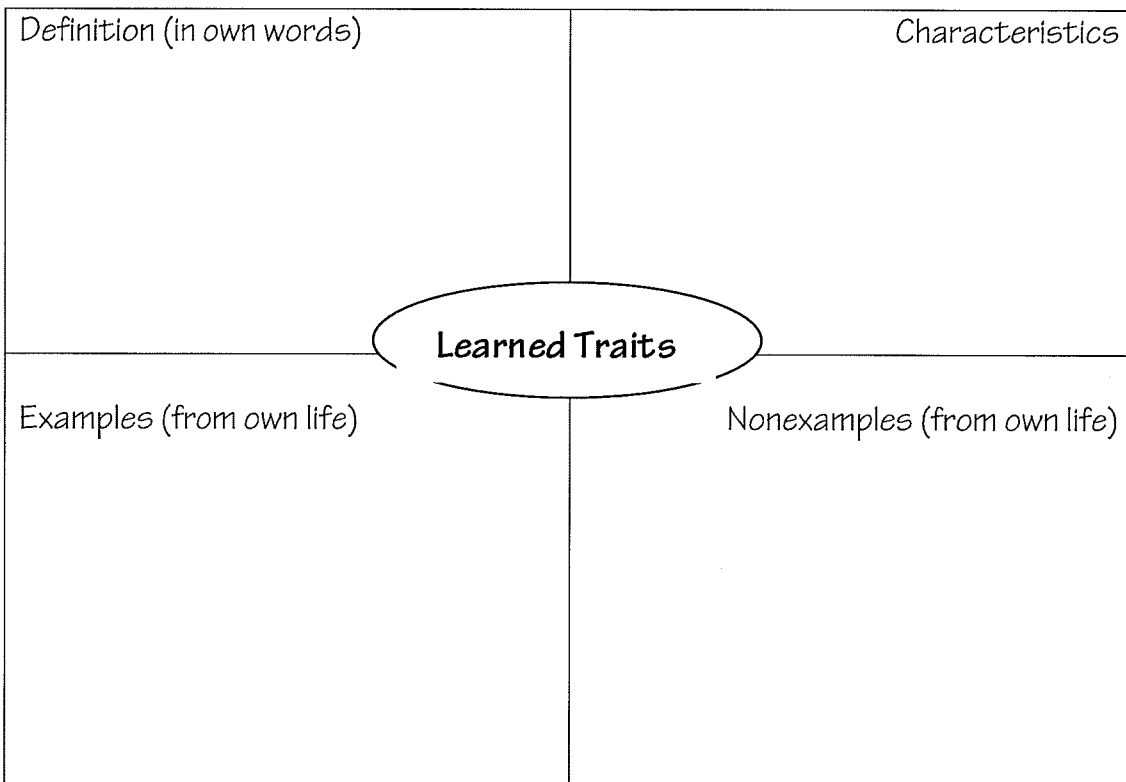 Definition (in own words)
Characteristics
Learned Traits
Examples (from own life)
Nonexamples (from own life)